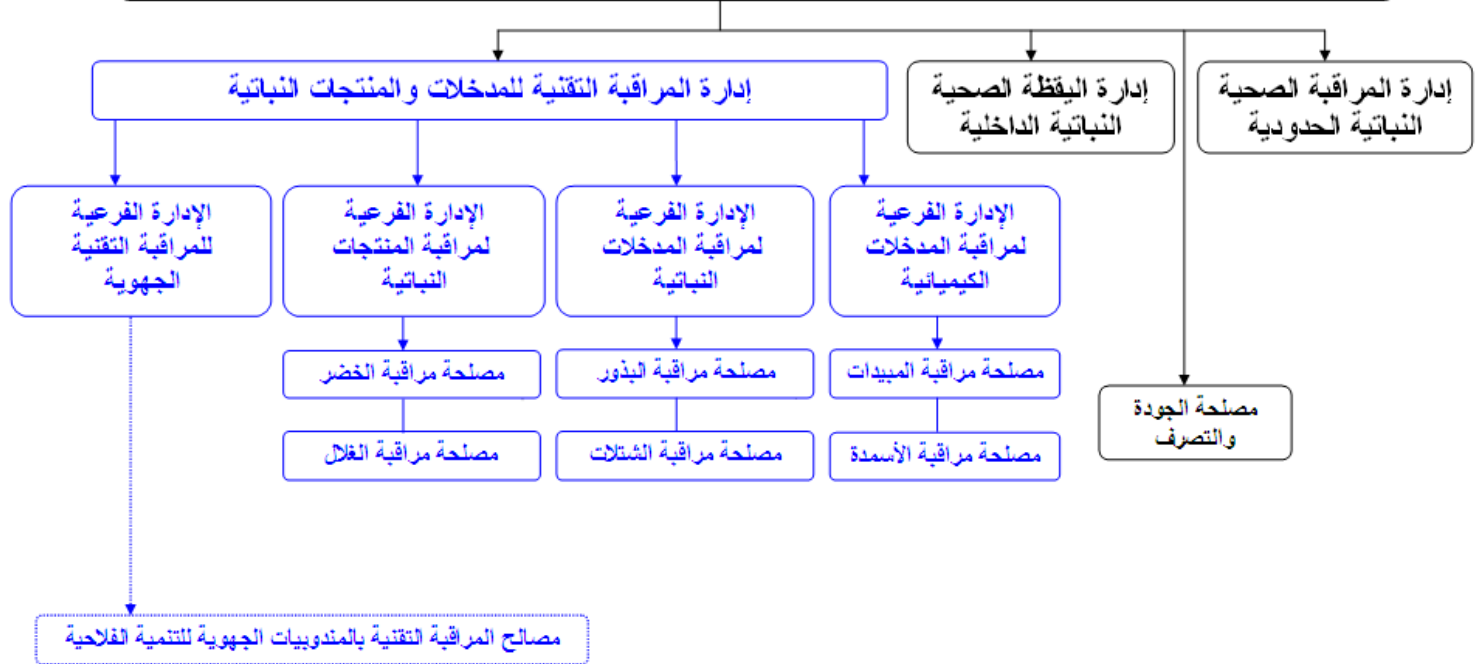 إدارة المراقبة الصحية
النباتية الحدودية
إدارة اليقظة الصحية
النباتية الداخلية
إدارة المراقبة التقنية للمدخلات والمنتجات النباتية
الإدارة الفرعية
لمراقبة المدخلات
الكيميائية
الإدارة الفرعية
لمراقبة المدخلات
النباتية
الإدارة الفرعية
لمراقبة المنتجات
النباتية
الإدارة الفرعية
للمراقبة التقنية
الجهوية
مصلحة مراقبة المبيدات
مصلحة مراقبة البذور
مصلحة مراقبة الخضر
مصلحة الجودة
والتصرف
مصلحة مراقبة الأسمدة
مصلحة مراقبة الشتلات
مصلحة مراقبة الغلال
مصالح المراقبة التقنية بالمندوبيات الجهوية للتنمية الفلاحية